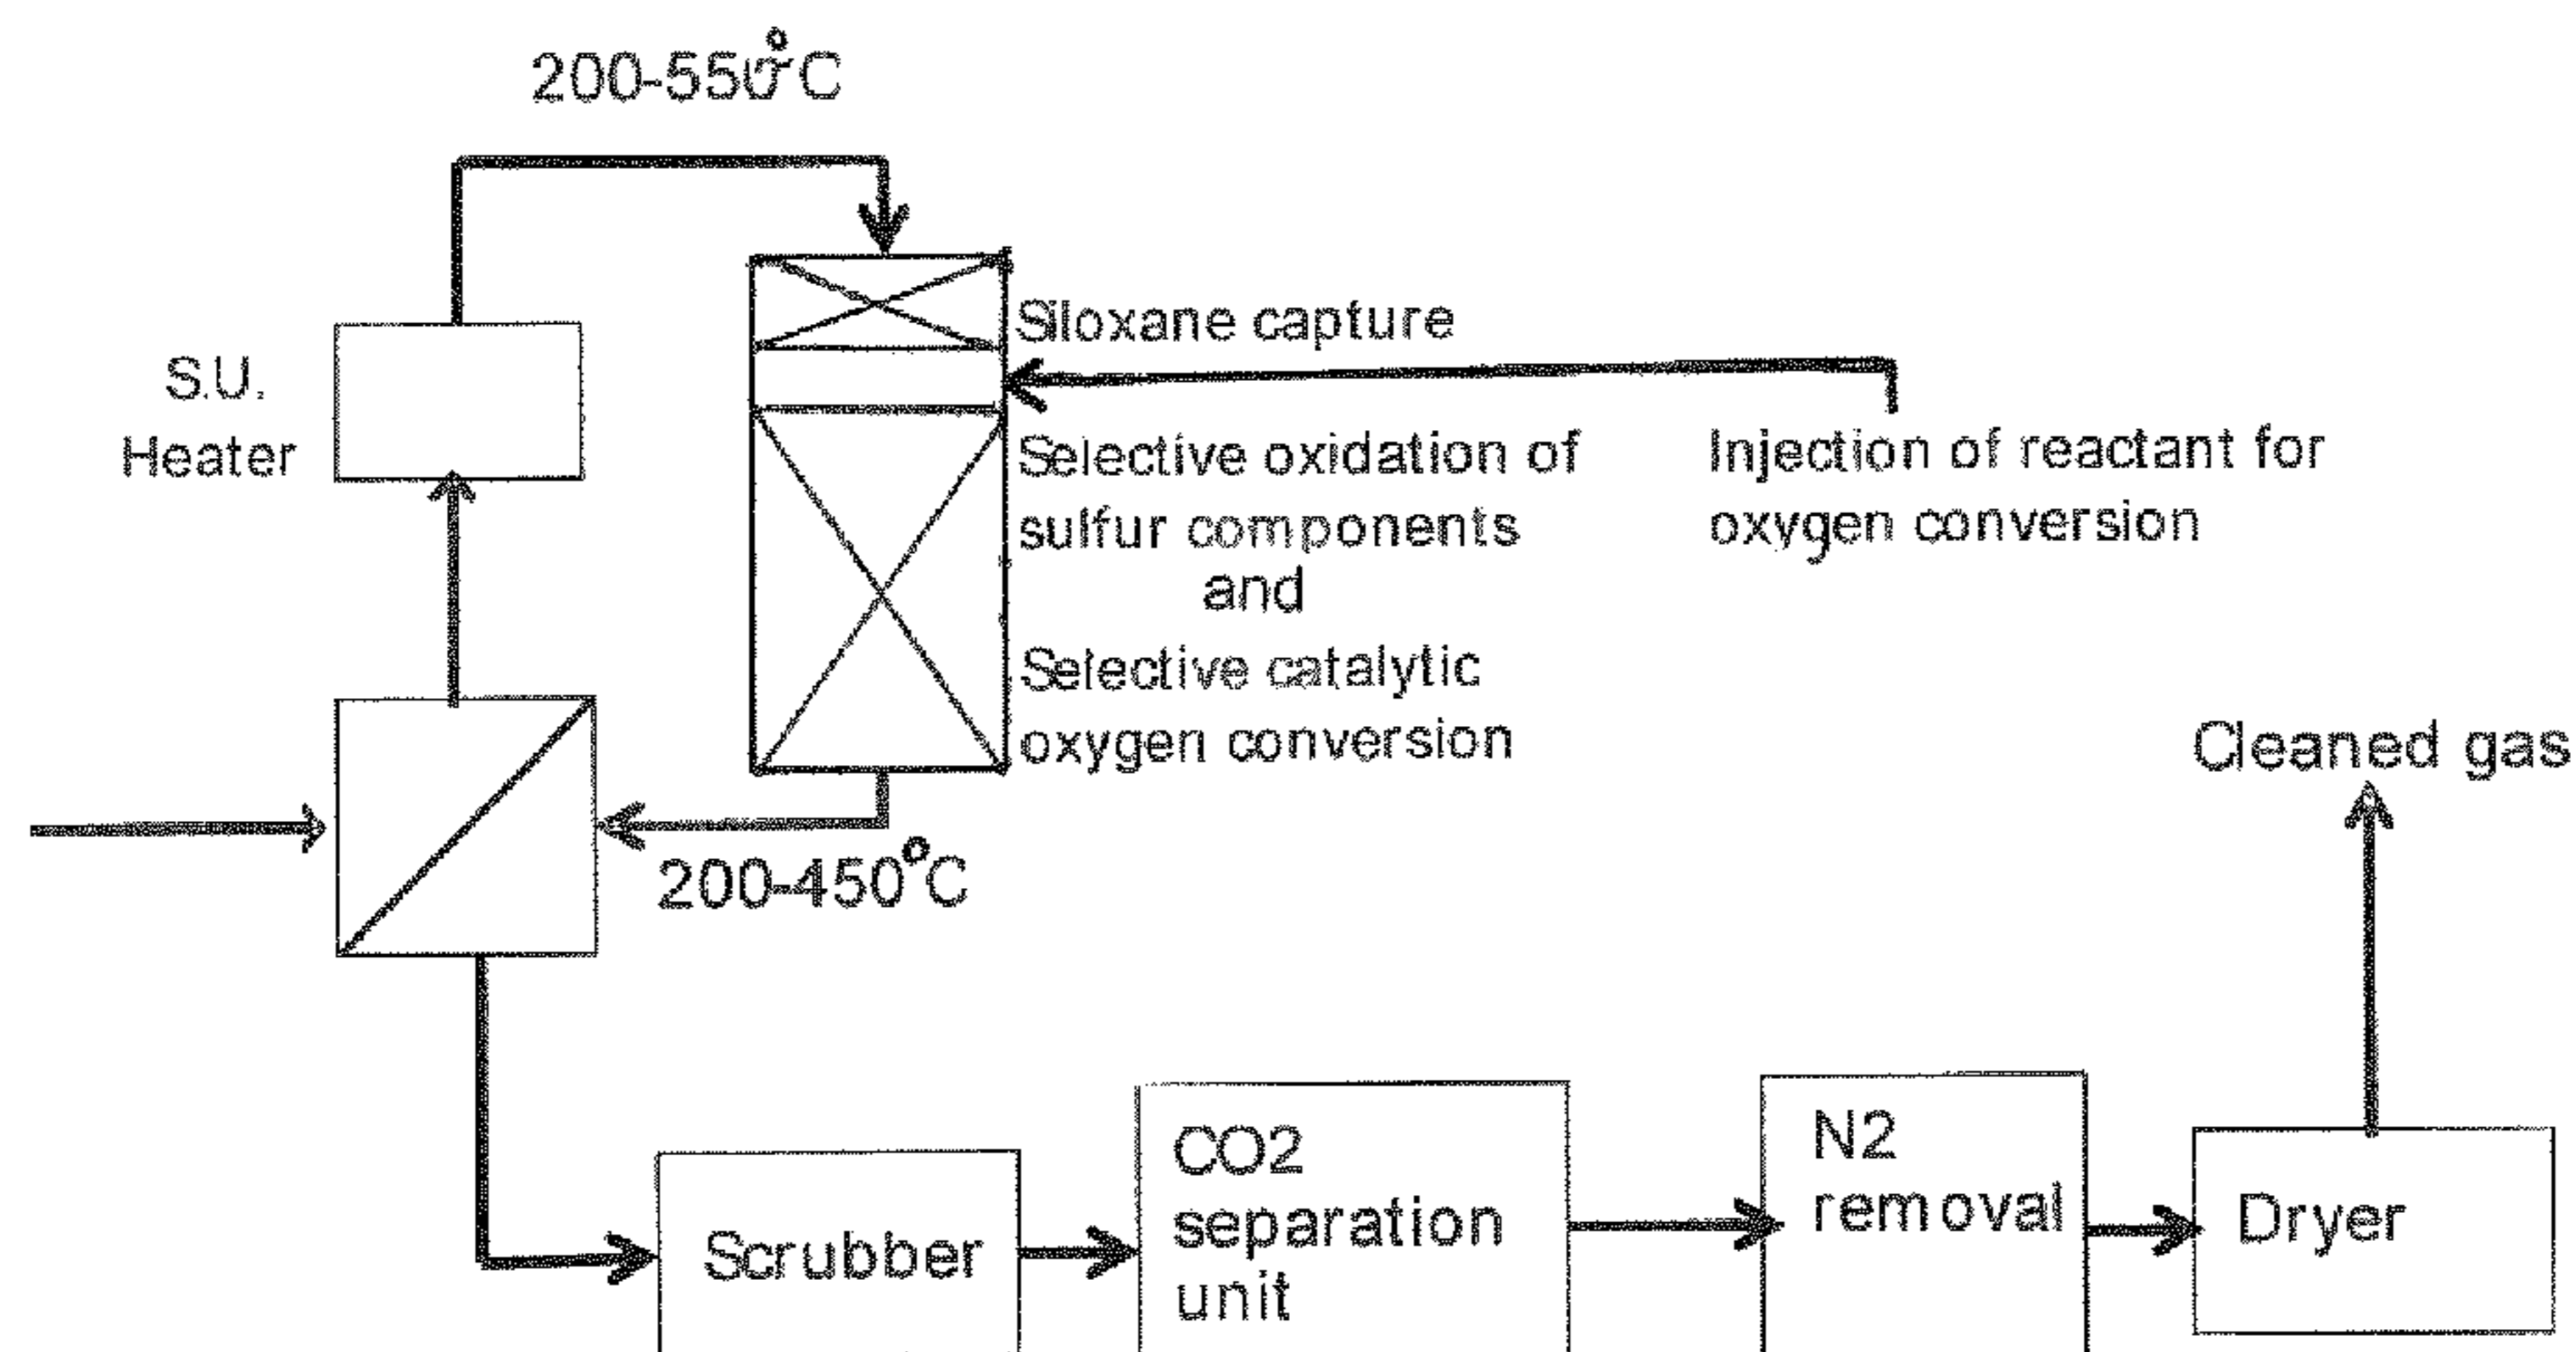 200-550°C
S.U.
Heater
Siloxane capture
Selective oxidation of
sulfur components
and
Selective catalytic
oxygen conversion
Injection of reactant for
oxygen conversion
Cleaned gas
200-450°C
Scrubber
CO2
separation
unit
N2
removal
Dryer